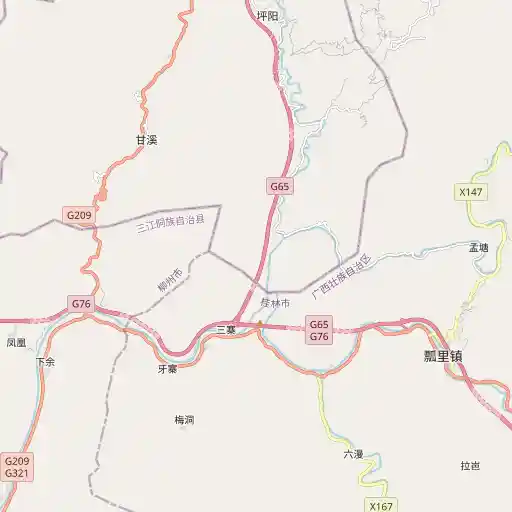 坪阳
甘溪
G65
X147
G209
三江侗族自治县
孟塘
广西壮族自治区
柳州市
桂林市
G76
三寨
G65
G76
凤凰
下余
牙寨
瓢里镇
梅洞
六漫
拉岜
G209
G321
X167